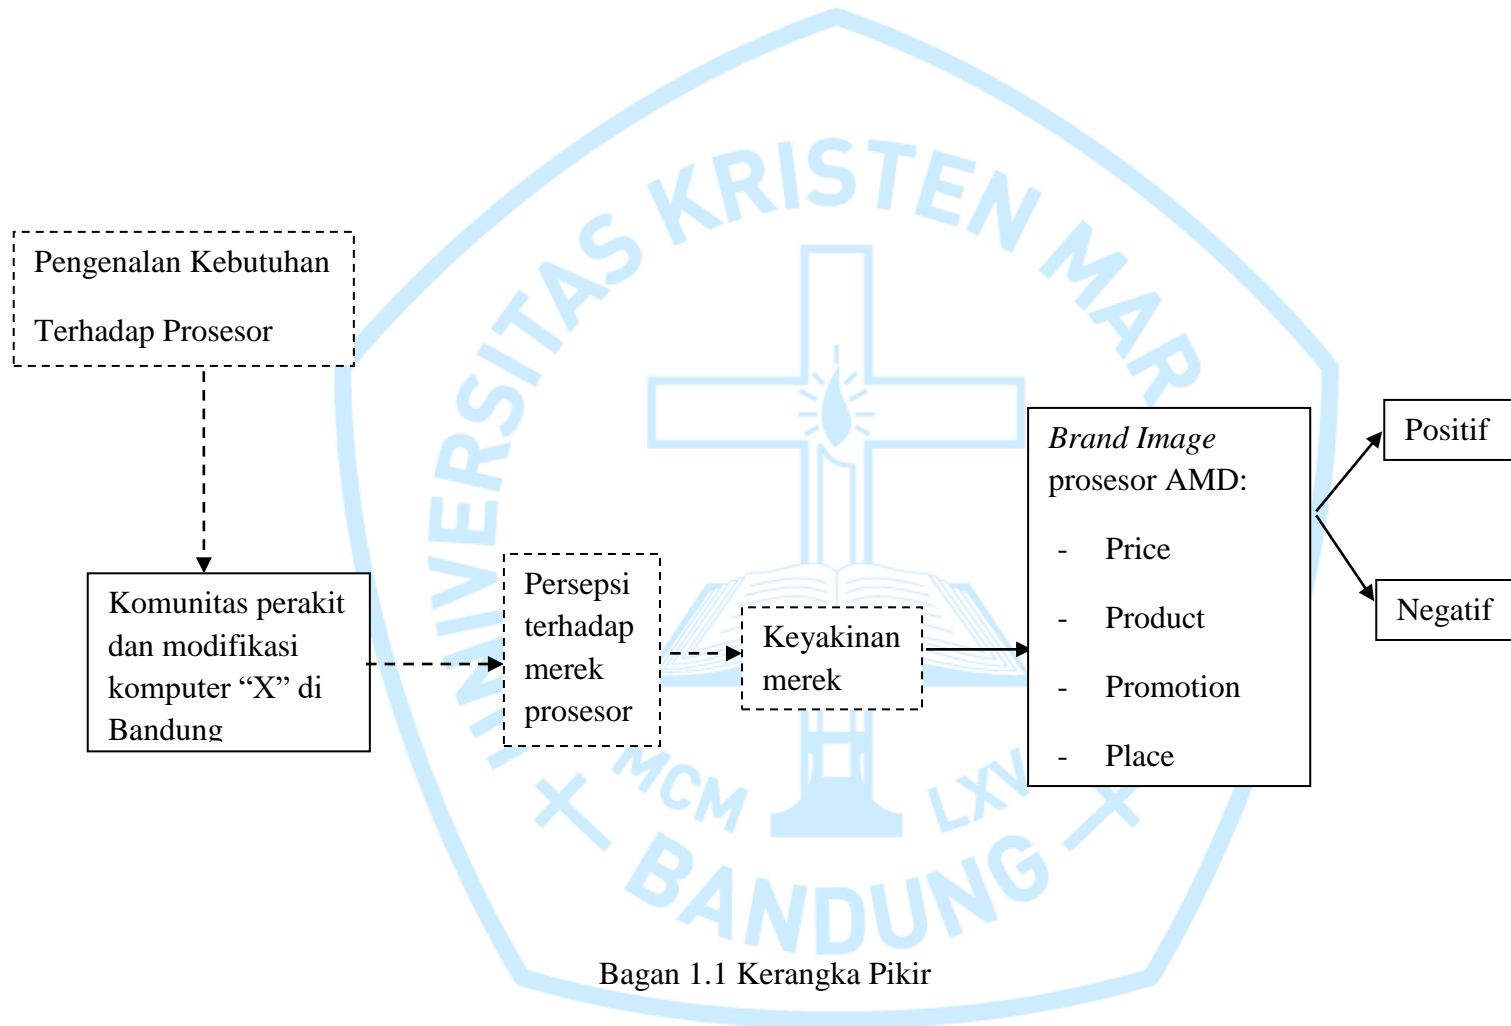 UNIVERSITAS KRISTEN MAR
Pengenalan Kebutuhan
Terhadap Prosesor
Komunitas perakit
dan modifikasi
komputer “X” di
Bandung
Persepsi
terhadap
merek
prosesor
Keyakinan
merek
Brand Image
prosesor AMD:
- Price
- Product
- Promotion
- Place
Positif
Negatif
MCM LXV
BANDUNG
Bagan 1.1 Kerangka Pikir